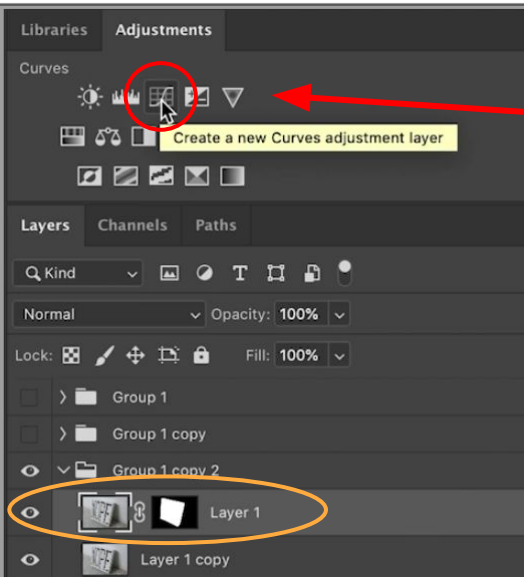 Libraries Adjustments
Curves
Create a new Curves adjustment layer
Layers Channels Paths
Kind
Normal Opacity: 100%
Lock: Fill: 100%
Group 1
Group 1 copy
Group 1 copy 2
Layer 1
Layer 1 copy